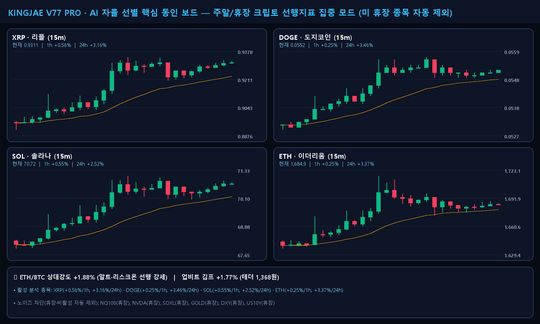 KINGJAE V77 PRO · AI 자율 선별 핵심 동인 보드 — 주말/휴장 크립토 선행지표 집중 모드 (미 휴장 종목 자동 제외)
XRP · 리플 (15m)
현재 0.9311 | 1h +0.56% | 24h +3.16%
0.9378
0.9211
0.9043
0.8876
DOGE · 도지코인 (15m)
현재 0.0552 | 1h +0.25% | 24h +3.46%
0.0559
0.0548
0.0538
0.0527
SOL · 솔라나 (15m)
현재 70.72 | 1h +0.55% | 24h +2.52%
71.33
70.10
68.88
67.65
ETH · 이더리움 (15m)
현재 1,684.9 | 1h +0.25% | 24h +3.37%
1,723.1
1,691.9
1,660.6
1,629.4
ETH/BTC 상대강도 +1.88% (알트·리스크온 선행 강세) | 업비트 김프 +1.77% (테더 1,368원)
• 활성 분석 종목: XRP(+0.56%/1h, +3.16%/24h) · DOGE(+0.25%/1h, +3.46%/24h) · SOL(+0.55%/1h, +2.52%/24h) · ETH(+0.25%/1h, +3.37%/24h)
• 노이즈 차단(휴장·비활성 자동 제외): NQ100(휴장), NVDA(휴장), SOXL(휴장), GOLD(휴장), DXY(휴장), US10Y(휴장)